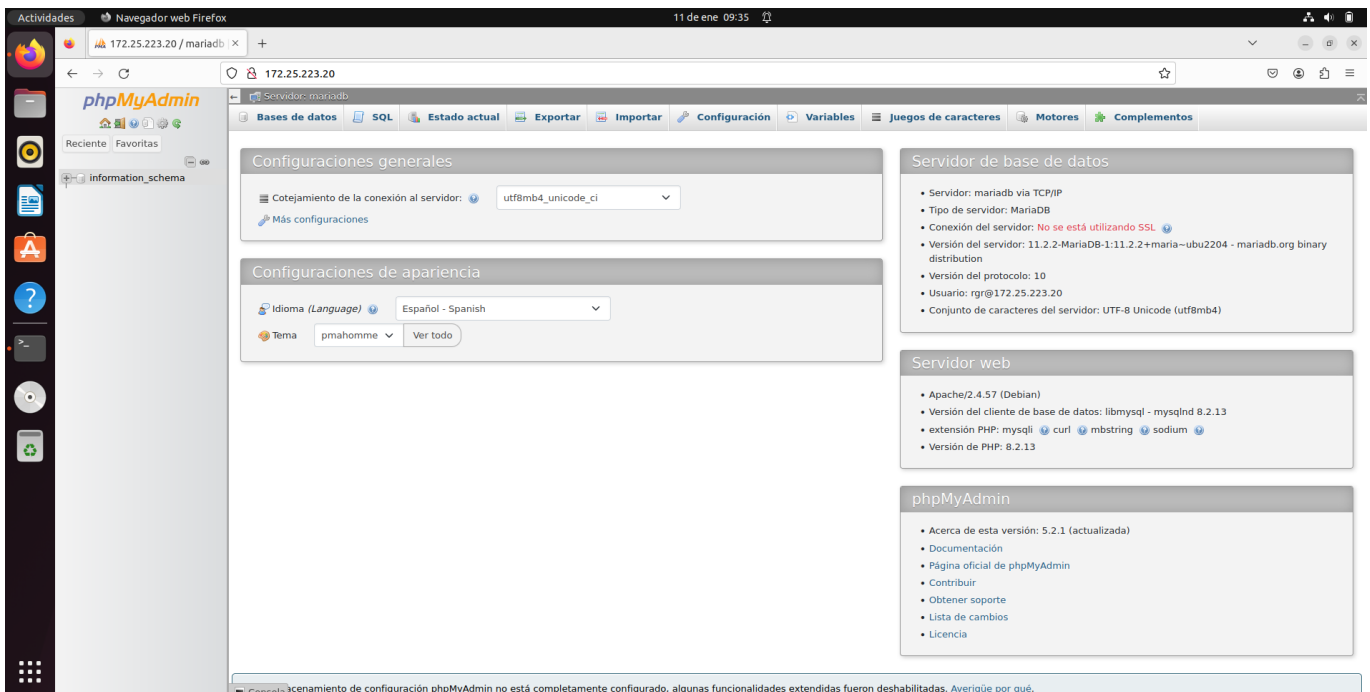 Actividades
Navegador web Firefox
11 de ene 09:35
172.25.223.20 / mariadb
172.25.223.20
phpMyAdmin
Reciente Favoritas
information_schema
Servidor: mariadb
Bases de datos SQL Estado actual Exportar Importar Configuración Variables Juegos de caracteres Motores Complementos
Configuraciones generales
Cotejamiento de la conexión al servidor: utf8mb4_unicode_ci
Más configuraciones
Configuraciones de apariencia
Idioma (Language) Español - Spanish
Tema pmahomme Ver todo
Servidor de base de datos
• Servidor: mariadb via TCP/IP
• Tipo de servidor: MariaDB
• Conexión del servidor: No se está utilizando SSL
• Versión del servidor: 11.2.2-MariaDB-1:11.2.2+maria~ubu2204 - mariadb.org binary
distribution
• Versión del protocolo: 10
• Usuario: rgr@172.25.223.20
• Conjunto de caracteres del servidor: UTF-8 Unicode (utf8mb4)
Servidor web
• Apache/2.4.57 (Debian)
• Versión del cliente de base de datos: libmysql - mysqlnd 8.2.13
• extensión PHP: mysqli curl mbstring sodium
• Versión de PHP: 8.2.13
phpMyAdmin
• Acerca de esta versión: 5.2.1 (actualizada)
• Documentación
• Página oficial de phpMyAdmin
• Contribuir
• Obtener soporte
• Lista de cambios
• Licencia
Consola
acenamiento de configuración phpMyAdmin no está completamente configurado, algunas funcionalidades extendidas fueron deshabilitadas. Averigüe por qué.